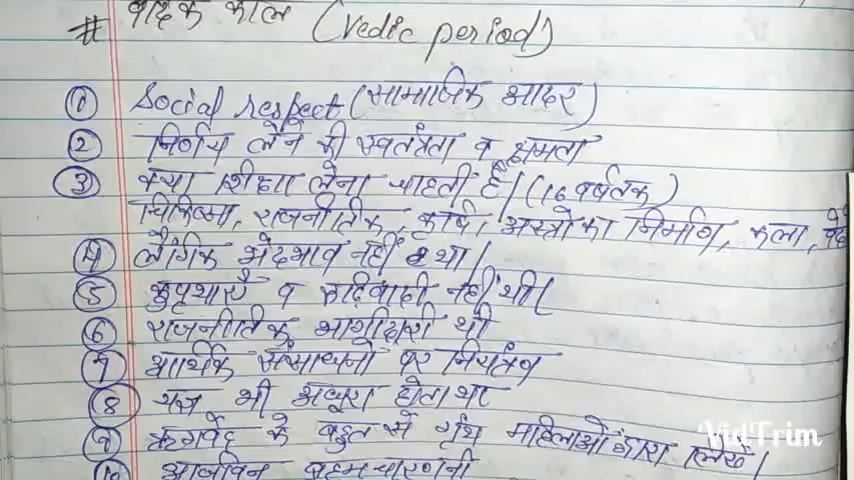 # वैदिक काल (Vedic period)
① Social respect (सामाजिक आदर)
② निर्णय लेने की स्वतंत्रता व क्षमता
③ क्या शिक्षा लेना चाहती है। (16 वर्ष तक)
चिकित्सा, राजनीतिक, कृषि, अस्त्रो का निर्माण, कला,
④ लैंगिक भेदभाव नहीं था।
⑤ कुप्रथाएँ व रूढ़िवादी नहीं थी।
⑥ राजनीतिक भागीदारी थी
⑦ आर्थिक संसाधनो पर नियंत्रण
⑧ यज्ञ भी अधूरा होता था
⑨ ऋग्वेद के बहुत से ग्रंथ महिलाओं द्वारा लिखे।
10 आजीवन ब्रह्मचारणी
VidTrim